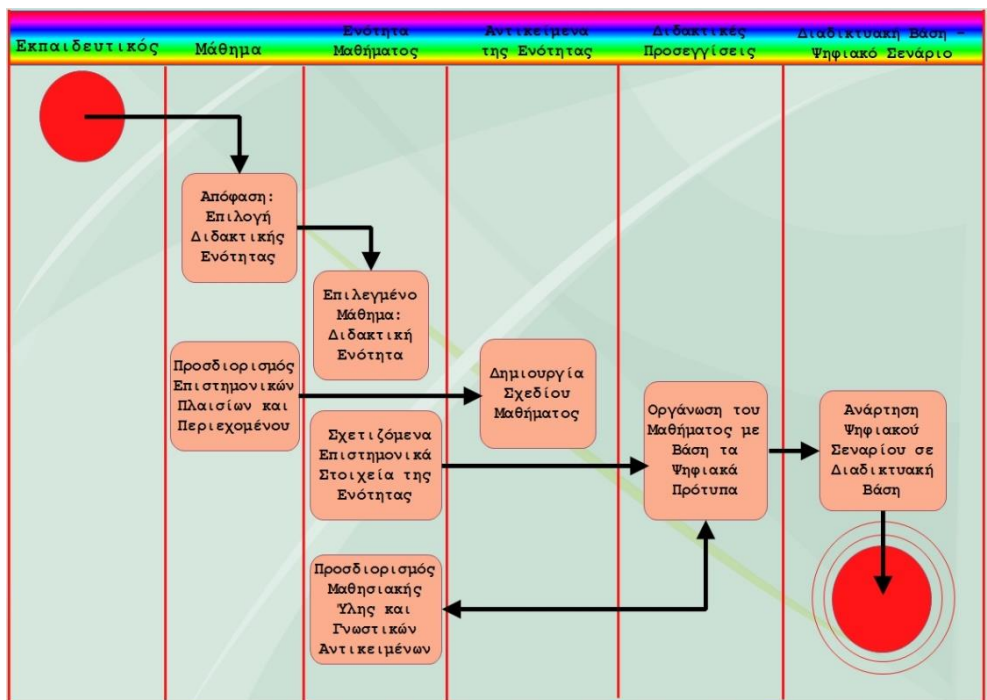 Εκπαιδευτικός
Μάθημα
Ενότητα
Μαθήματος
Αντικείμενα
της Ενότητας
Διδακτικές
Προσεγγίσεις
Διαδικτυακή Βάση –
Ψηφιακό Σενάριο
Απόφαση:
Επιλογή
Διδακτικής
Ενότητας
Επιλεγμένο
Μάθημα:
Διδακτική
Ενότητα
Προσδιορισμός
Επιστημονικών
Πλαισίων και
Περιεχομένου
Δημιουργία
Σχεδίου
Μαθήματος
Σχετιζόμενα
Επιστημονικά
Στοιχεία της
Ενότητας
Οργάνωση του
Μαθήματος με
Βάση τα
Ψηφιακά
Πρότυπα
Ανάρτηση
Ψηφιακού
Σεναρίου σε
Διαδικτυακή
Βάση
Προσδιορισμός
Μαθησιακής
Ύλης και
Γνωστικών
Αντικειμένων